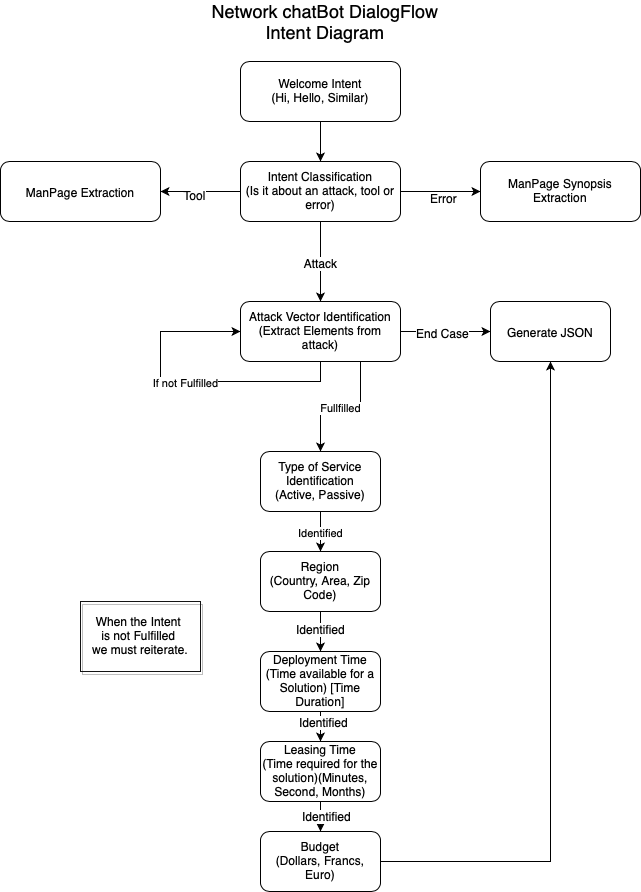 Network chatBot DialogFlow
Intent Diagram
Welcome Intent
(Hi, Hello, Similar)
ManPage Extraction
Tool
Intent Classification
(Is it about an attack, tool or
error)
Error
ManPage Synopsis
Extraction
Attack
Attack Vector Identification
(Extract Elements from
attack)
End Case
Generate JSON
If not Fulfilled
Fullfilled
Type of Service
Identification
(Active, Passive)
Identified
Region
(Country, Area, Zip
Code)
When the Intent
is not Fulfilled
we must reiterate.
Identified
Deployment Time
(Time available for a
Solution) [Time
Duration]
Identified
Leasing Time
(Time required for the
solution)(Minutes,
Second, Months)
Identified
Budget
(Dollars, Francs,
Euro)